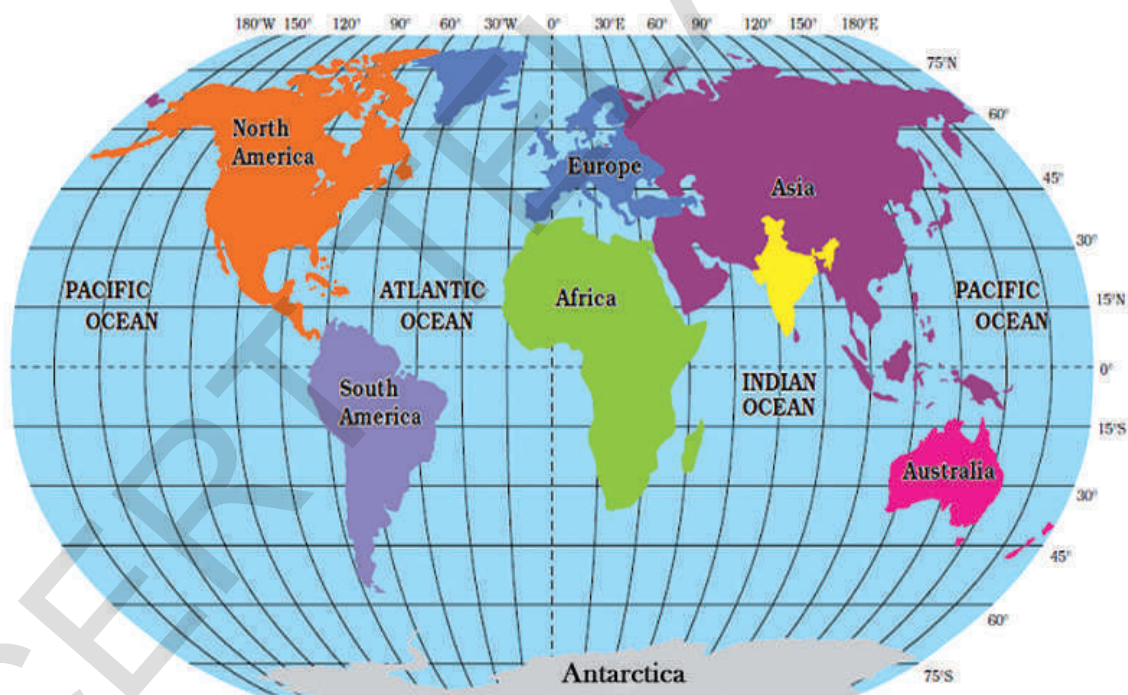 180°W 150° 120° 90° 60° 30°W 0° 30°E 60° 90° 120° 150° 180°E
75°N
60°
North
America
Europe
45°
Asia
30°
PACIFIC
OCEAN
ATLANTIC
OCEAN
Africa
15°N
PACIFIC
OCEAN
0°
South
America
INDIAN
OCEAN
15°S
Australia
30°
45°
60°
Antarctica
75°S